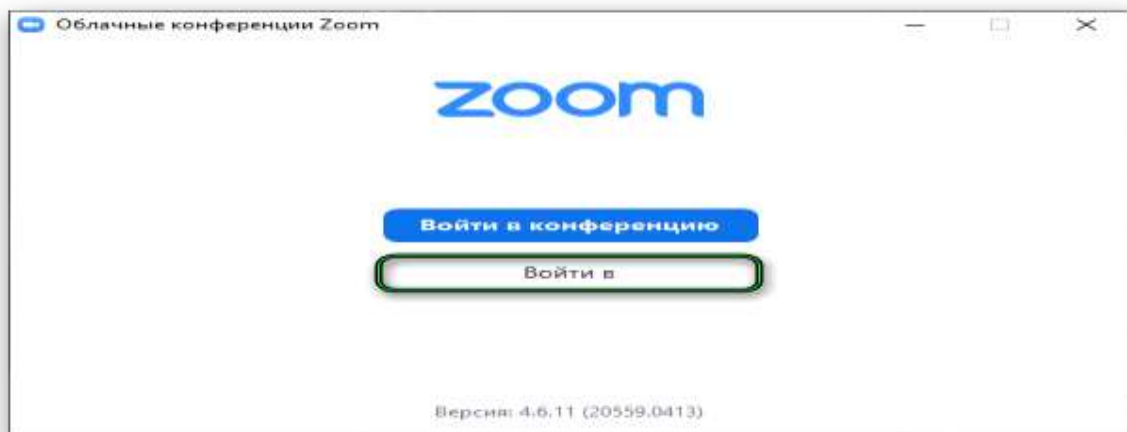 Облачные конференции Zoom
zoom
Войти в конференцию
Войти в
Версия: 4.6.11 (20559.0413)